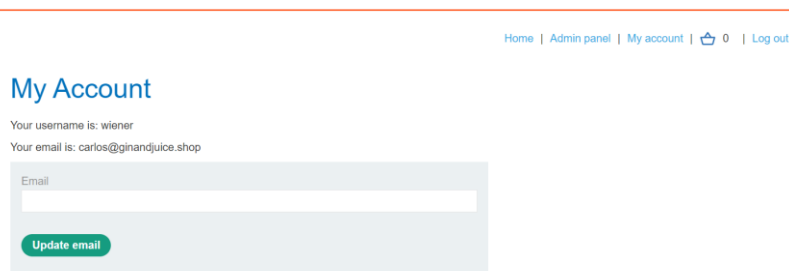 Home | Admin panel | My account | 0 | Log out
My Account
Your username is: wiener
Your email is: carlos@ginandjuice.shop
Email
Update email